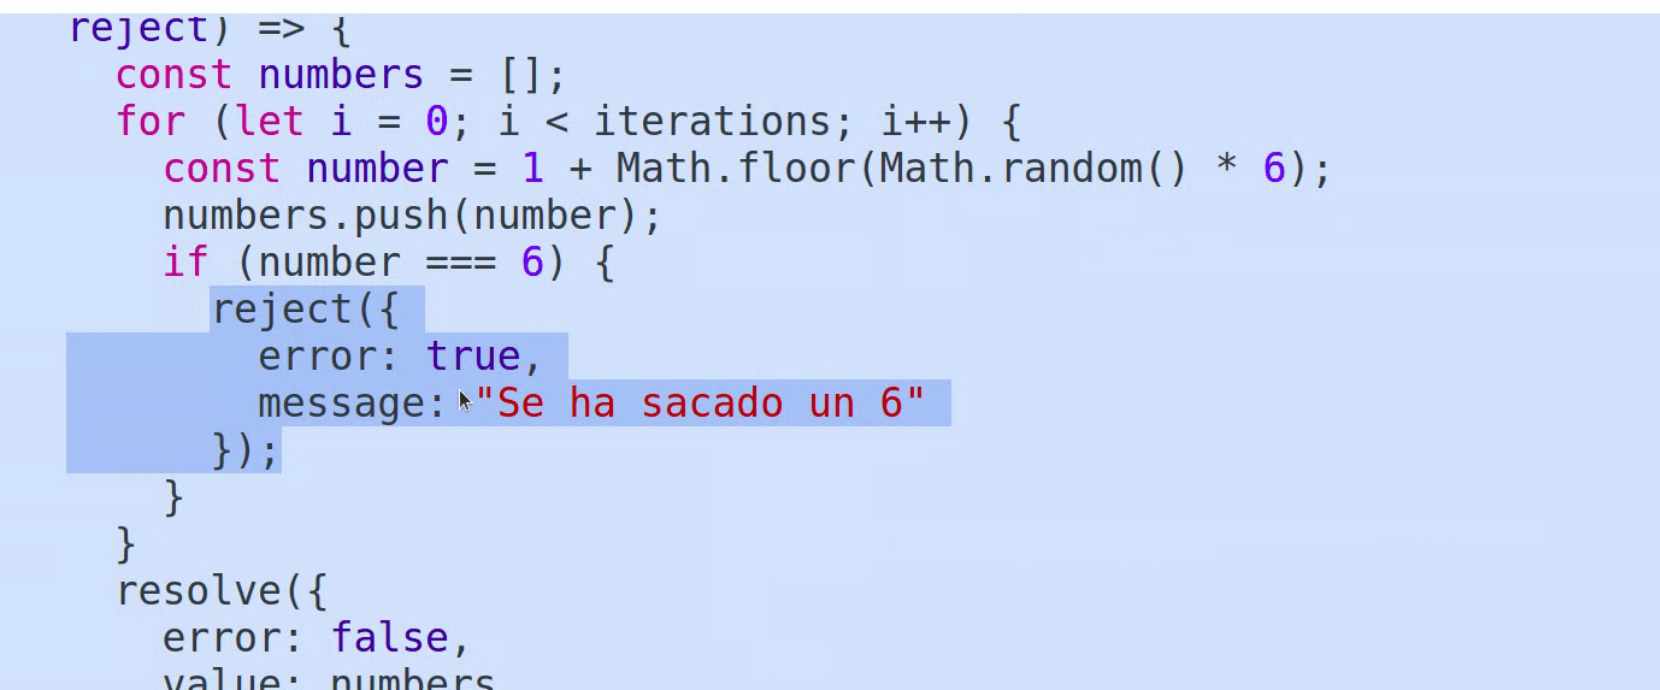 reject) => {
const numbers = [];
for (let i = 0; i < iterations; i++) {
const number = 1 + Math.floor(Math.random() * 6);
numbers.push(number);
if (number === 6) {
reject({
error: true,
message: "Se ha sacado un 6"
});
}
}
resolve({
error: false,
value: numbers